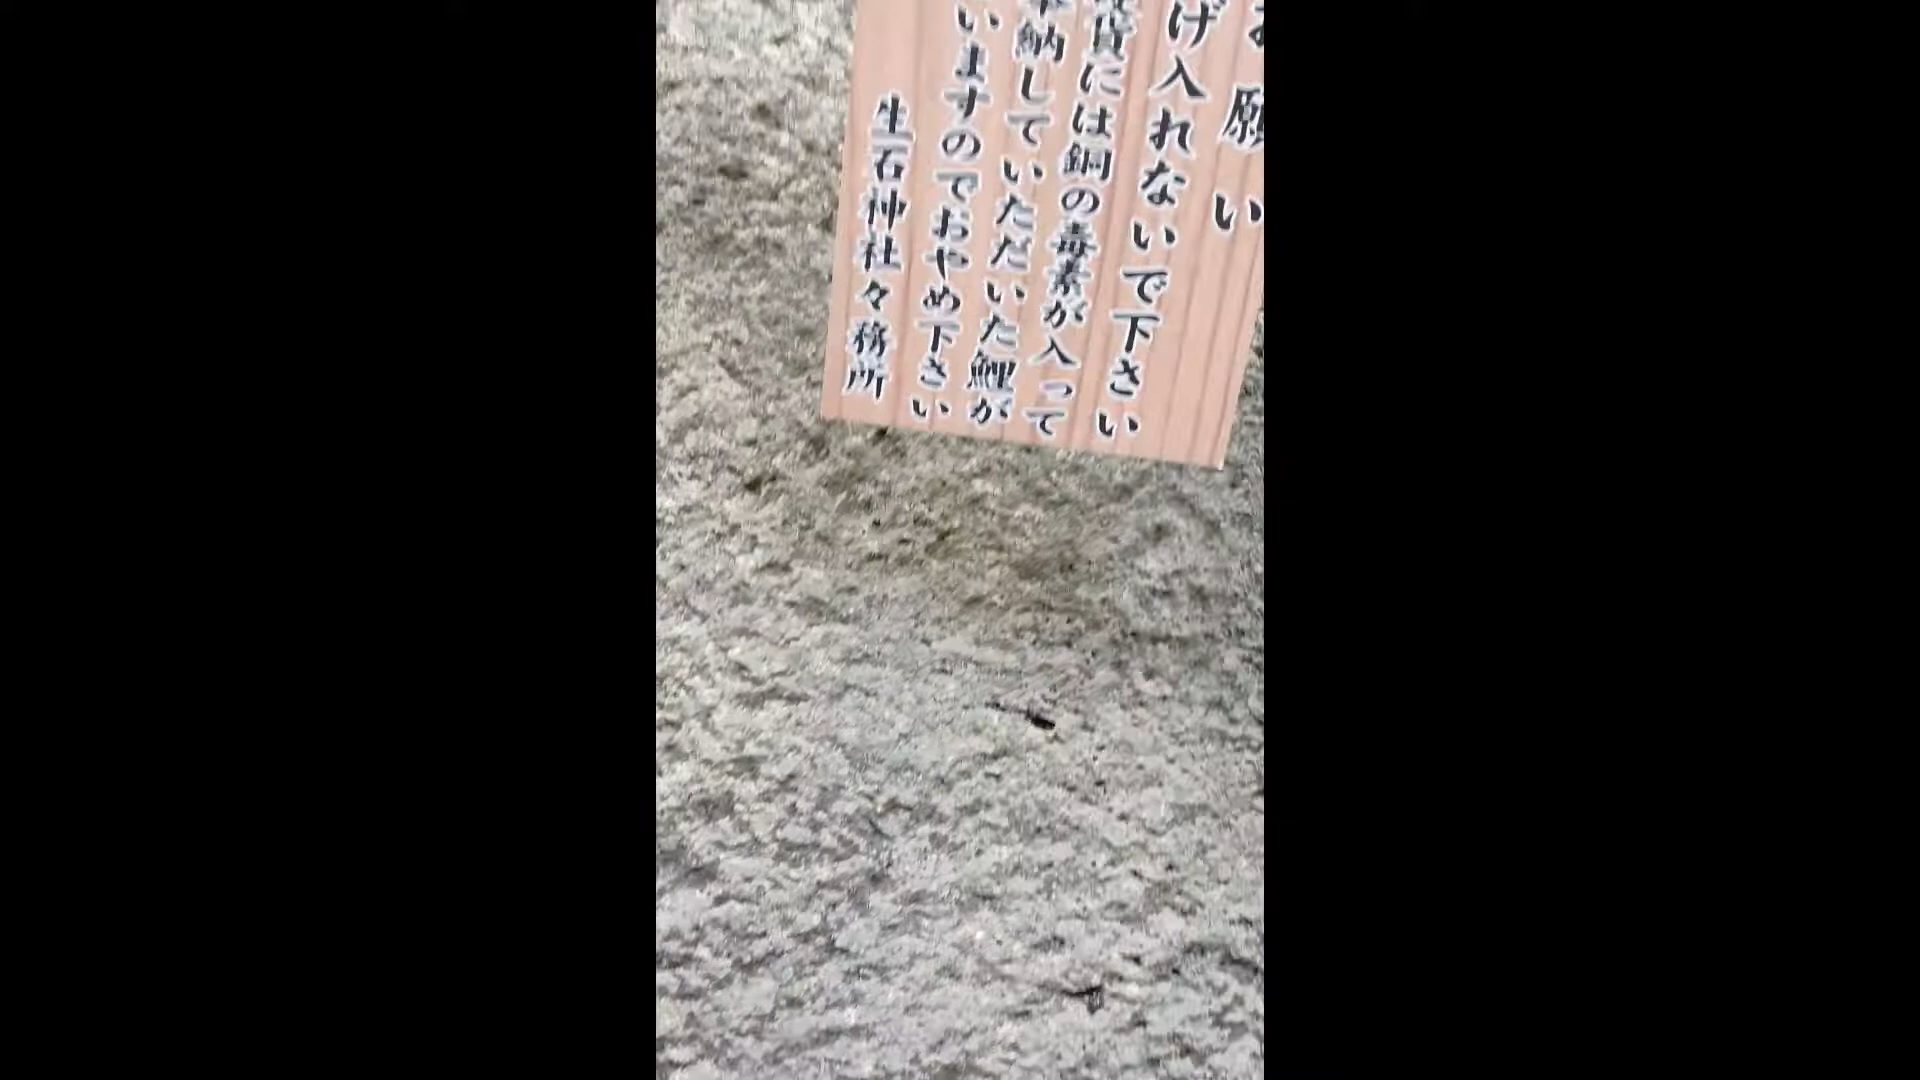 お願い
げ入れないで下さい
貨には銅の毒素が入って
奉納していただいた鯉が
いますのでおやめ下さい
生石神社々務所